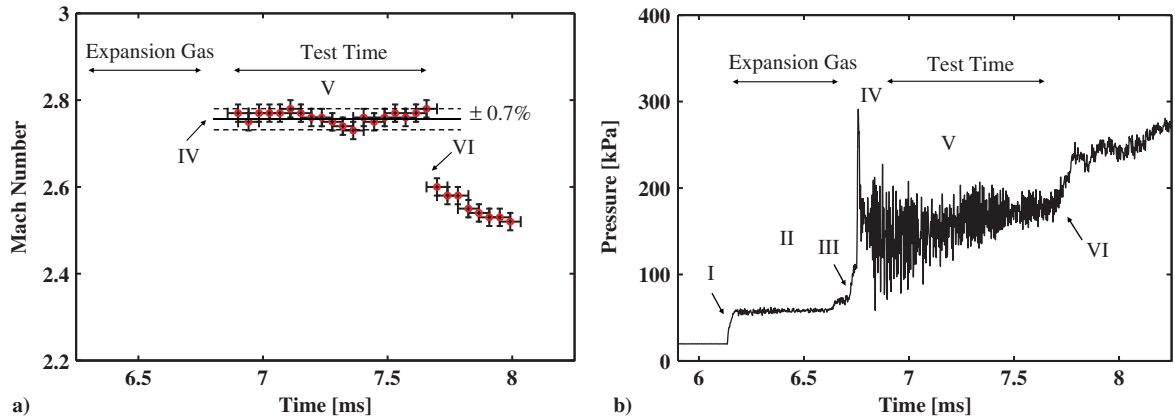 3
2.8
2.6
2.4
2.2
Mach Number
Expansion Gas
Test Time
V
± 0.7%
IV
VI
6.5
7
7.5
8
Time [ms]
a)
400
300
200
100
0
Pressure [kPa]
Expansion Gas
Test Time
IV
V
II
III
I
VI
6
6.5
7
7.5
8
Time [ms]
b)